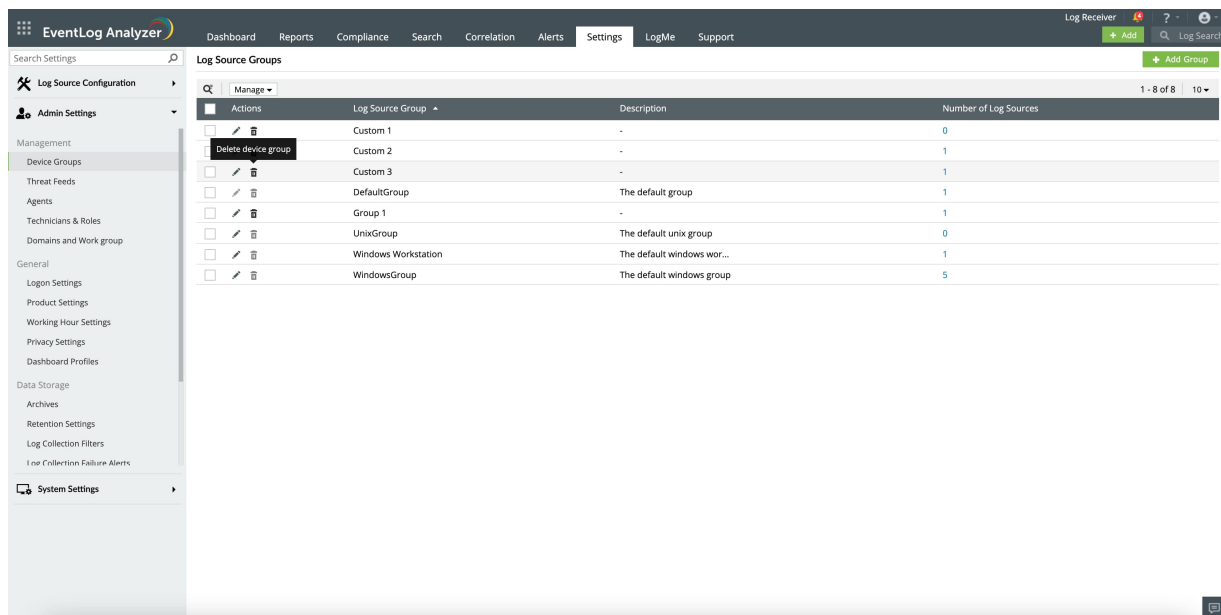 Log Receiver 4 ?
EventLog Analyzer Dashboard Reports Compliance Search Correlation Alerts Settings LogMe Support + Add Log Search
Search Settings
Log Source Groups + Add Group
Log Source Configuration
Manage 1 - 8 of 8 10
Actions Log Source Group Description Number of Log Sources
Admin Settings
Custom 1 - 0
Management
Delete device group
Custom 2 - 1
Device Groups
Custom 3 - 1
Threat Feeds
DefaultGroup The default group 1
Agents
Group 1 - 1
Technicians & Roles
UnixGroup The default unix group 0
Domains and Work group
Windows Workstation The default windows wor... 1
General
WindowsGroup The default windows group 5
Logon Settings
Product Settings
Working Hour Settings
Privacy Settings
Dashboard Profiles
Data Storage
Archives
Retention Settings
Log Collection Filters
Log Collection Failure Alerts
System Settings